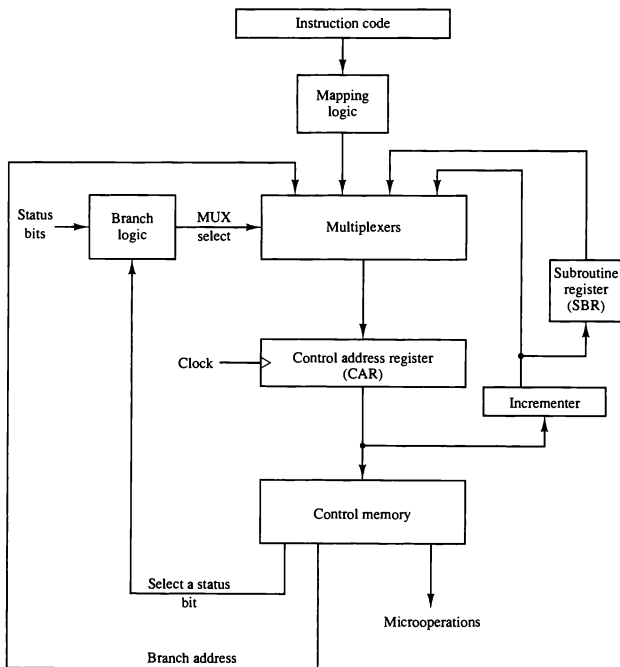 Instruction code
Mapping
logic
Status
bits
Branch
logic
MUX
select
Multiplexers
Subroutine
register
(SBR)
Clock
Control address register
(CAR)
Incrementer
Control memory
Select a status
bit
Microoperations
Branch address